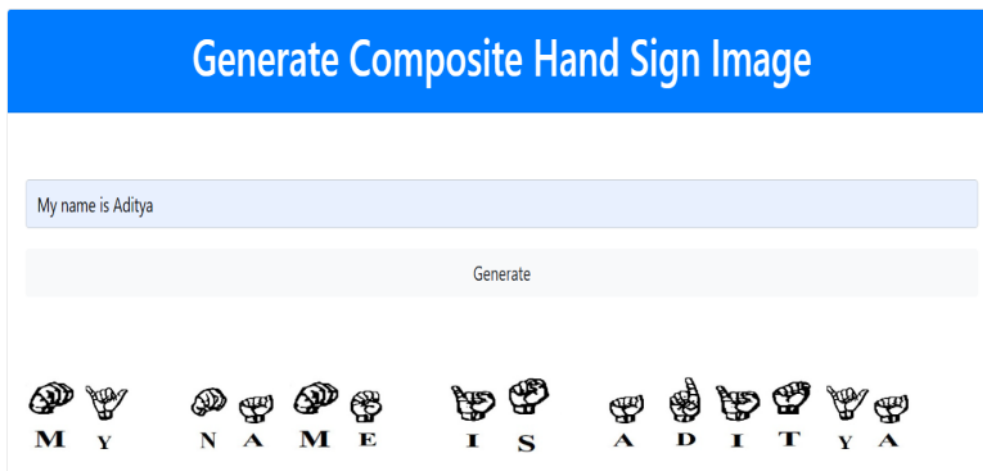 Generate Composite Hand Sign Image
My name is Aditya
Generate
M Y N A M E I S A D I T Y A